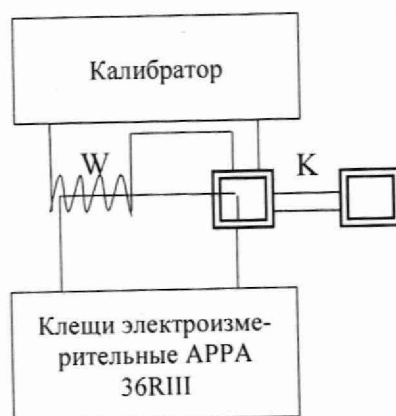 Калибратор
W
K
Клещи электроизме-
рительные APPA
36RIII